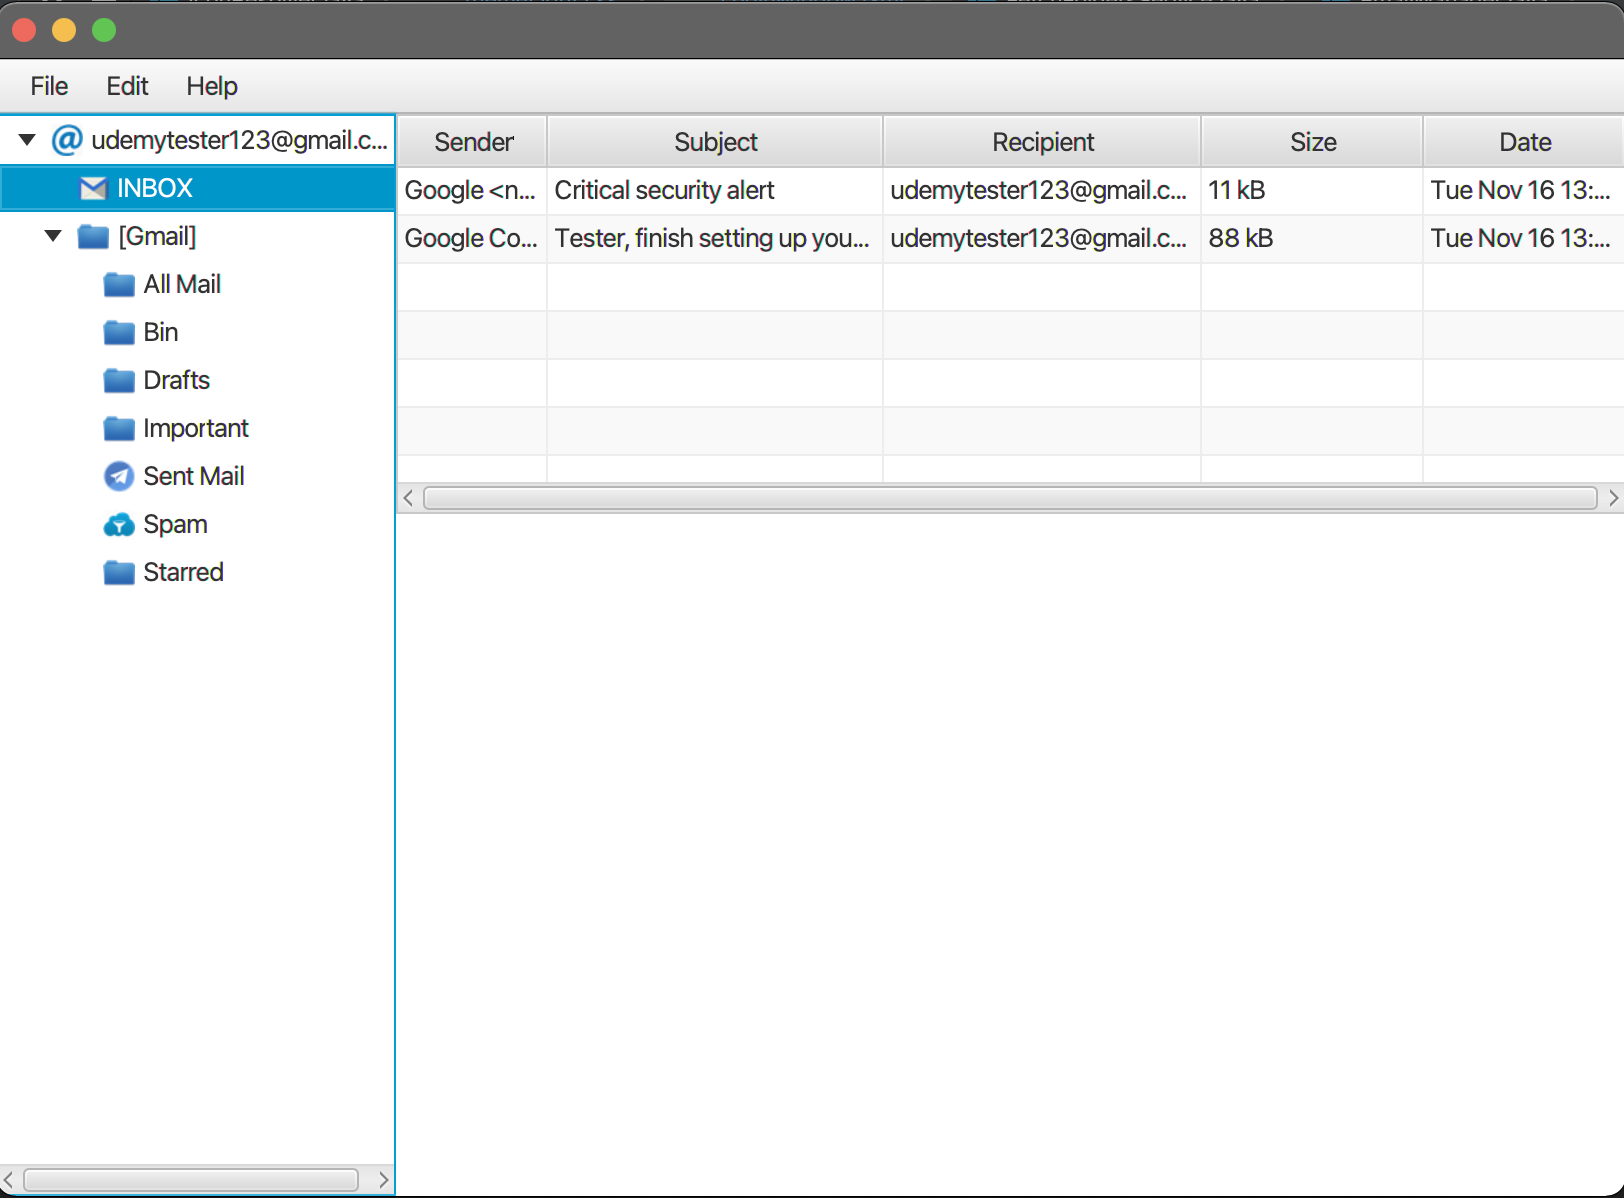 File Edit Help
udemytester123@gmail.c...
INBOX
[Gmail]
All Mail
Bin
Drafts
Important
Sent Mail
Spam
Starred
Sender Subject Recipient Size Date
Google <n... Critical security alert udemytester123@gmail.c... 11 kB Tue Nov 16 13:...
Google Co... Tester, finish setting up you... udemytester123@gmail.c... 88 kB Tue Nov 16 13:...